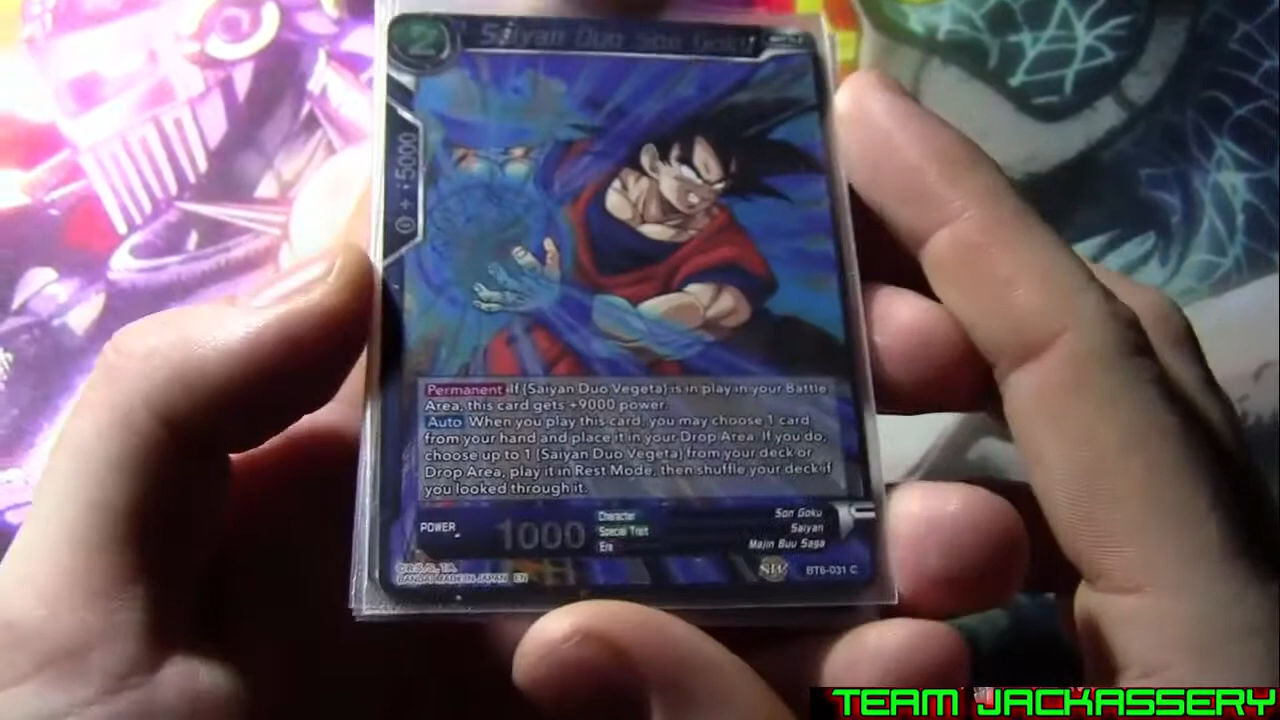 2
Saiyan Duo Son Goku
0 + : 5000
Permanent If {Saiyan Duo Vegeta} is in play in your Battle
Area, this card gets +9000 power.
Auto When you play this card, you may choose 1 card
from your hand and place it in your Drop Area. If you do,
choose up to 1 {Saiyan Duo Vegeta} from your deck or
Drop Area, play it in Rest Mode, then shuffle your deck if
you looked through it.
POWER 1000
Character Son Goku
Special Trait Saiyan
Era Majin Buu Saga
©B.S./S., T.A.
BANDAI MADE IN JAPAN EN
BT6-031 C
TEAM JACKASSERY